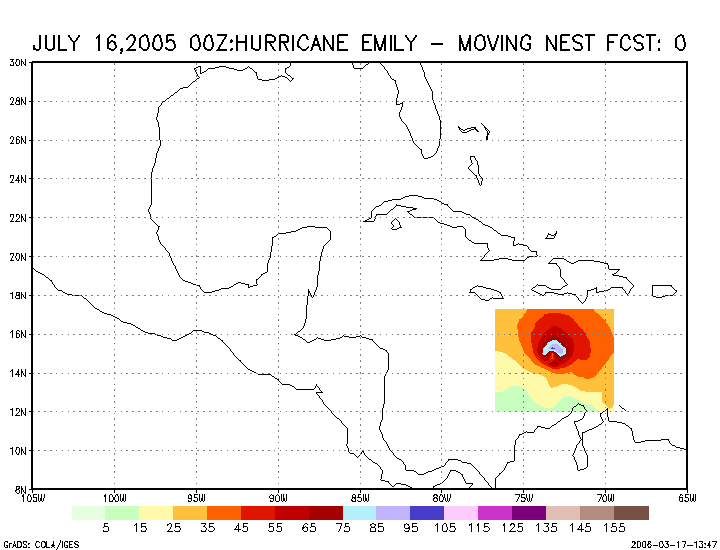 JULY 16,2005 00Z:HURRICANE EMILY – MOVING NEST FCST: 0
30N
28N
26N
24N
22N
20N
18N
16N
14N
12N
10N
8N
105W 100W 95W 90W 85W 80W 75W 70W 65W
5 15 25 35 45 55 65 75 85 95 105 115 125 135 145 155
GrADS: COLA/IGES 2006-03-17-13:47